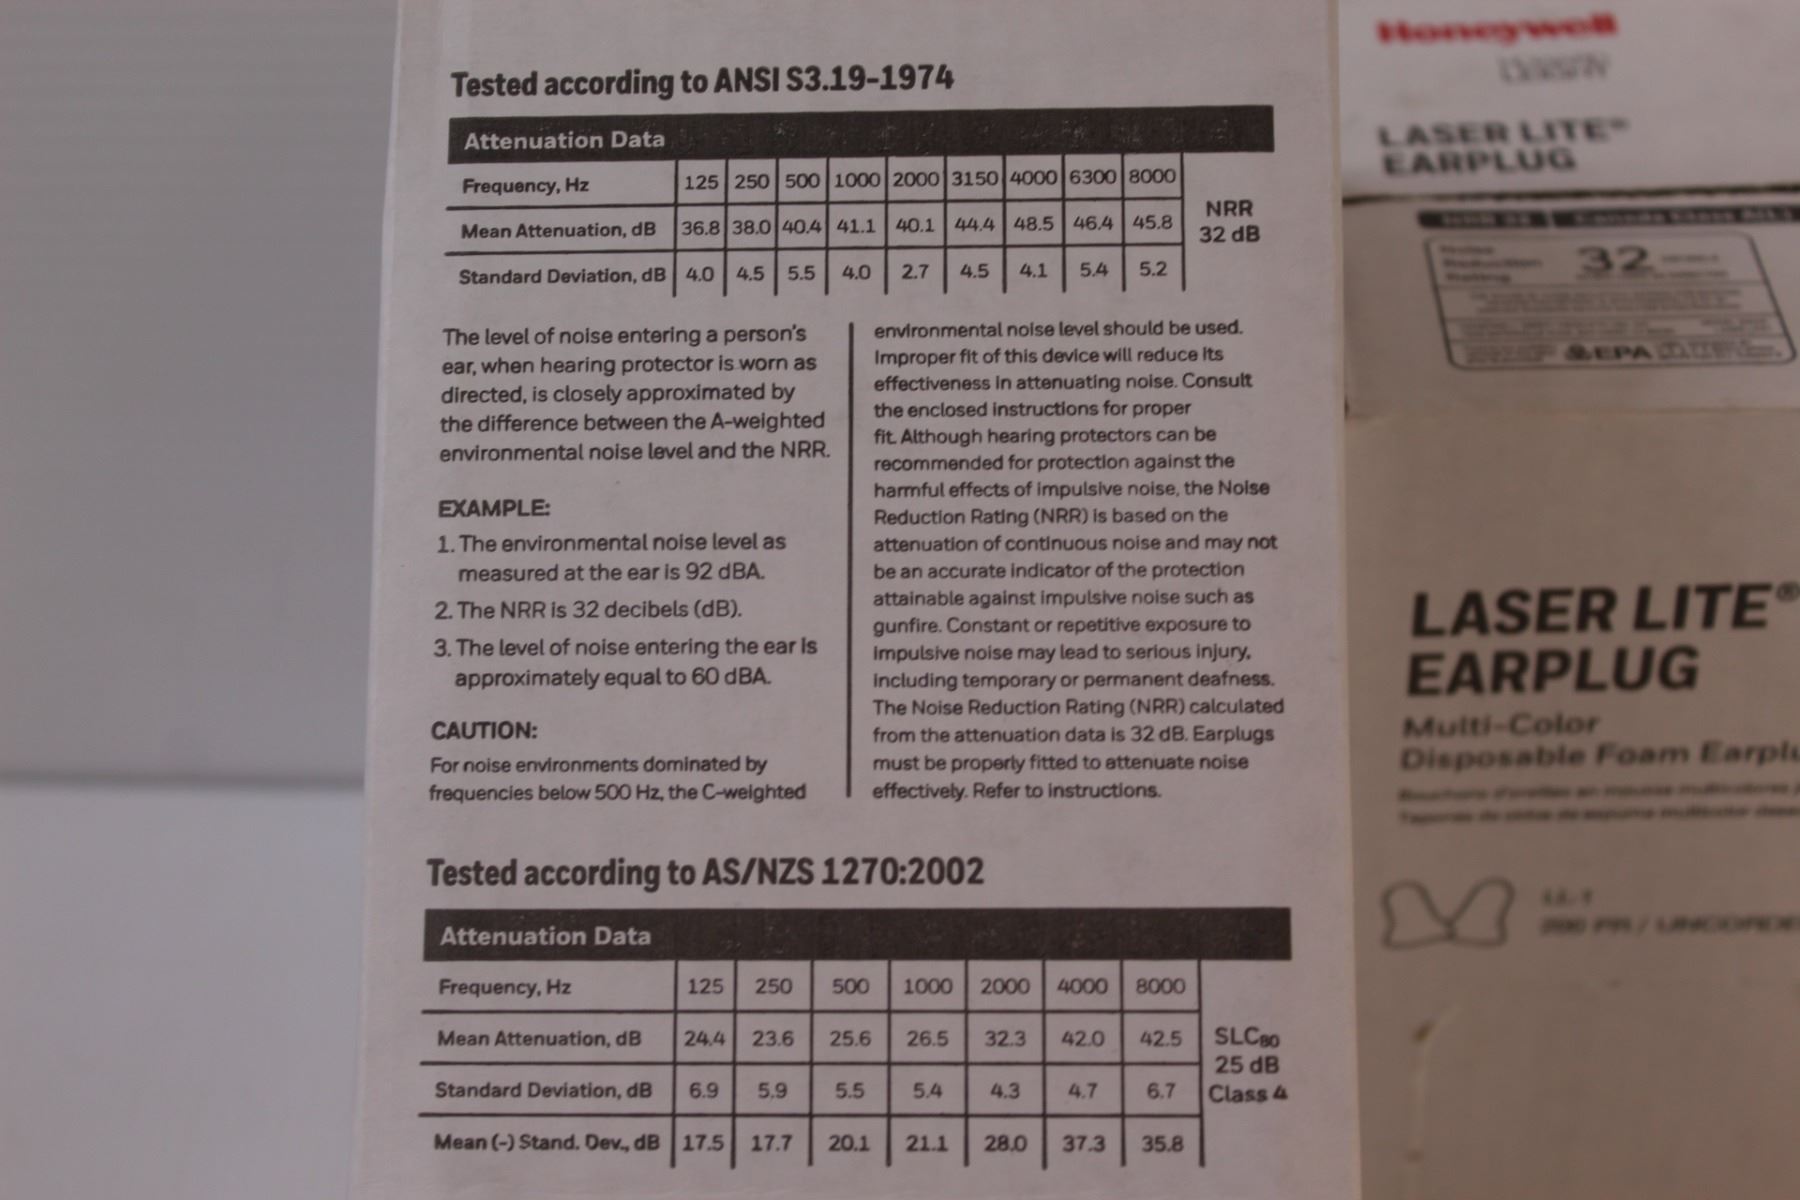 Tested according to ANSI S3.19-1974
Attenuation Data
Frequency, Hz 125 250 500 1000 2000 3150 4000 6300 8000
Mean Attenuation, dB 36.8 38.0 40.4 41.1 40.1 44.4 48.5 46.4 45.8
Standard Deviation, dB 4.0 4.5 5.5 4.0 2.7 4.5 4.1 5.4 5.2
NRR
32 dB
The level of noise entering a person's
ear, when hearing protector is worn as
directed, is closely approximated by
the difference between the A-weighted
environmental noise level and the NRR.
EXAMPLE:
1. The environmental noise level as
measured at the ear is 92 dBA.
2. The NRR is 32 decibels (dB).
3. The level of noise entering the ear is
approximately equal to 60 dBA.
CAUTION:
For noise environments dominated by
frequencies below 500 Hz, the C-weighted
environmental noise level should be used.
Improper fit of this device will reduce its
effectiveness in attenuating noise. Consult
the enclosed instructions for proper
fit. Although hearing protectors can be
recommended for protection against the
harmful effects of impulsive noise, the Noise
Reduction Rating (NRR) is based on the
attenuation of continuous noise and may not
be an accurate indicator of the protection
attainable against impulsive noise such as
gunfire. Constant or repetitive exposure to
impulsive noise may lead to serious injury,
including temporary or permanent deafness.
The Noise Reduction Rating (NRR) calculated
from the attenuation data is 32 dB. Earplugs
must be properly fitted to attenuate noise
effectively. Refer to instructions.
Tested according to AS/NZS 1270:2002
Attenuation Data
Frequency, Hz 125 250 500 1000 2000 4000 8000
Mean Attenuation, dB 24.4 23.6 25.6 26.5 32.3 42.0 42.5
Standard Deviation, dB 6.9 5.9 5.5 5.4 4.3 4.7 6.7
Mean (-) Stand. Dev., dB 17.5 17.7 20.1 21.1 28.0 37.3 35.8
SLC80
25 dB
Class 4
Honeywell
LASER LITE®
EARPLUG
Noise
Reduction
Rating
32
EPA
LASER LITE®
EARPLUG
Multi-Color
Disposable Foam Earplu
LL-1
200 PR / UNCORDE